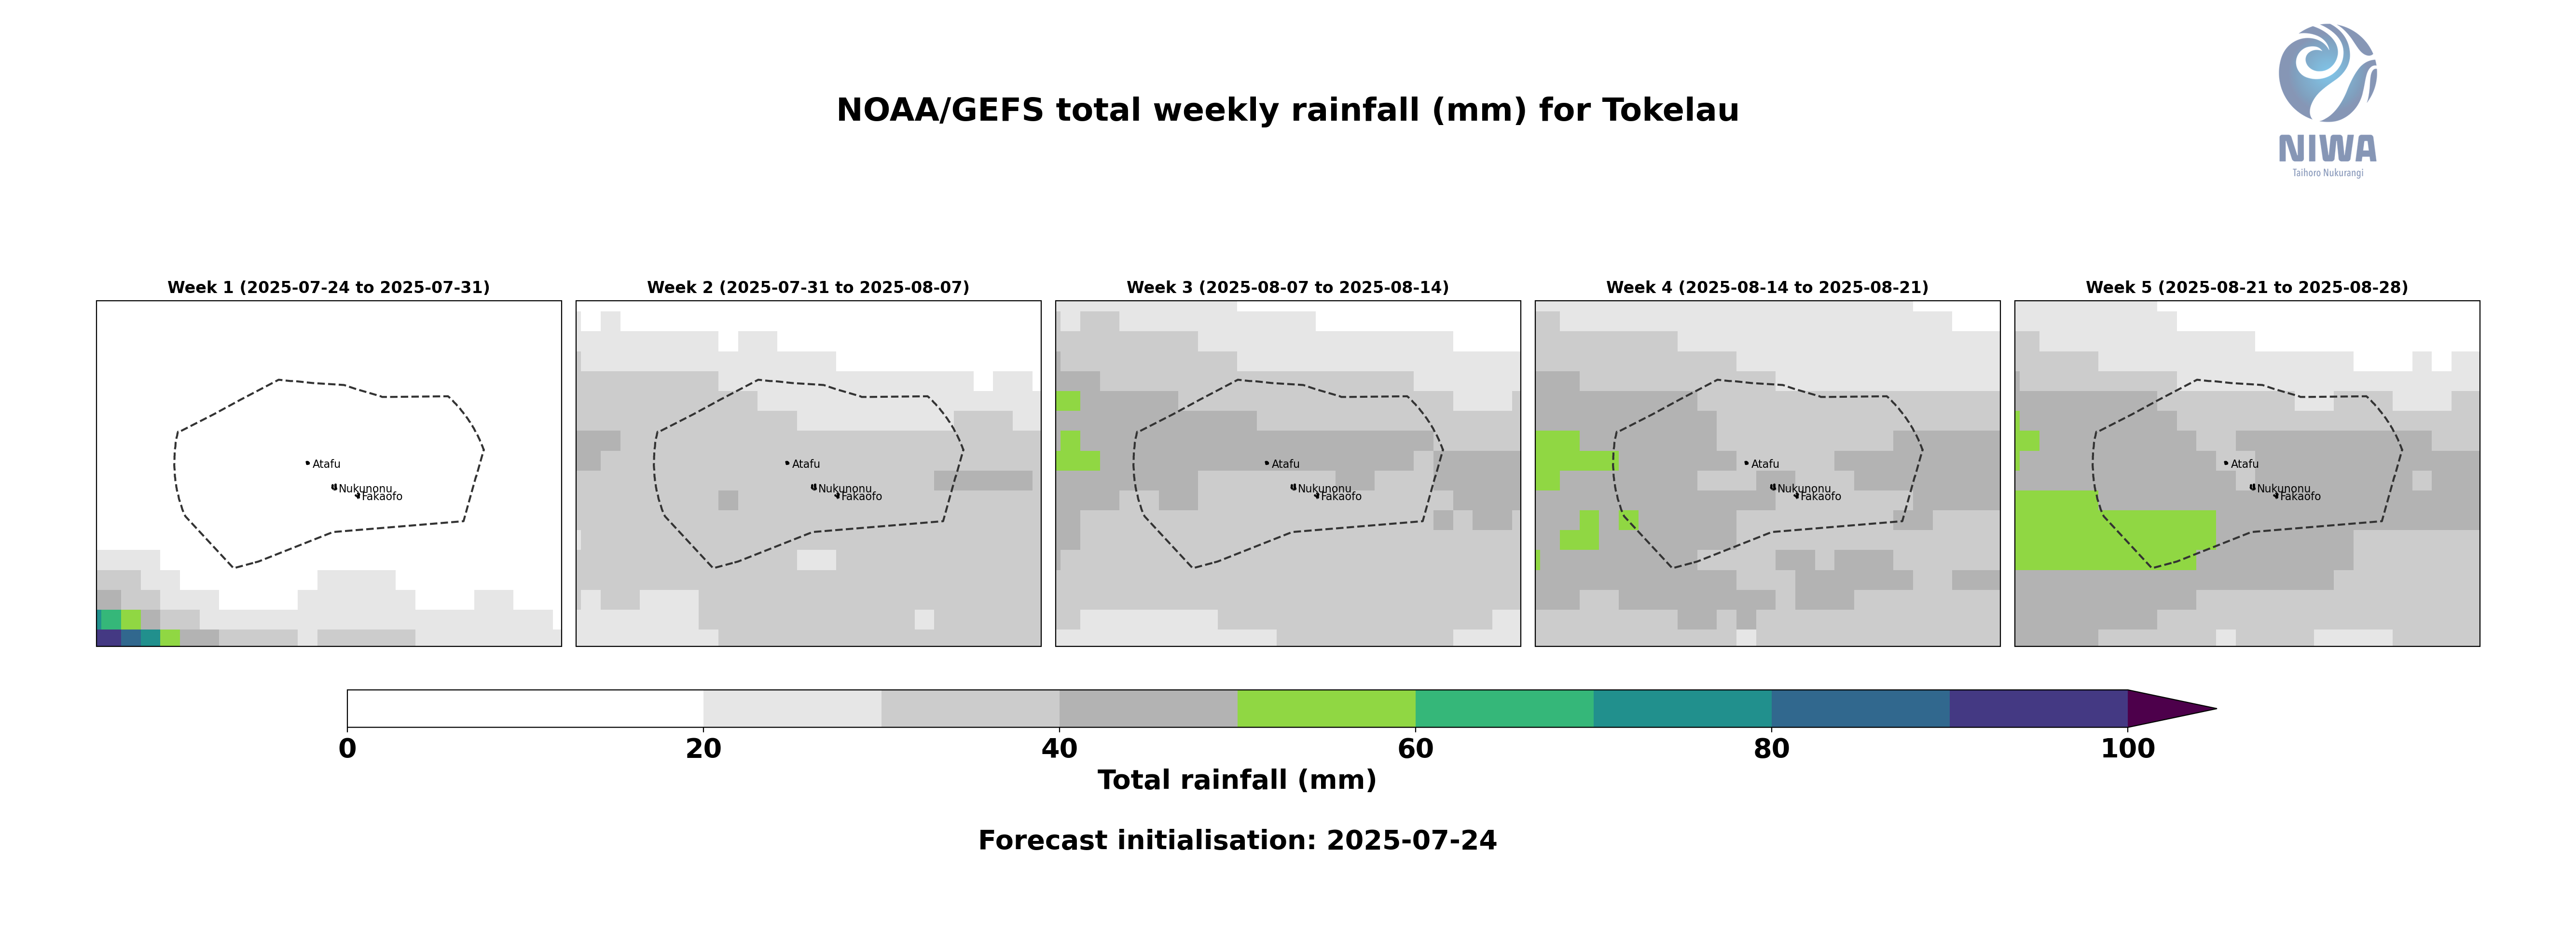 NIWA
Taihoro Nukurangi
NOAA/GEFS total weekly rainfall (mm) for Tokelau
Week 1 (2025-07-24 to 2025-07-31)
Week 2 (2025-07-31 to 2025-08-07)
Week 3 (2025-08-07 to 2025-08-14)
Week 4 (2025-08-14 to 2025-08-21)
Week 5 (2025-08-21 to 2025-08-28)
Atafu
Nukunonu
Fakaofo
Atafu
Nukunonu
Fakaofo
Atafu
Nukunonu
Fakaofo
Atafu
Nukunonu
Fakaofo
Atafu
Nukunonu
Fakaofo
0 20 40 60 80 100
Total rainfall (mm)
Forecast initialisation: 2025-07-24